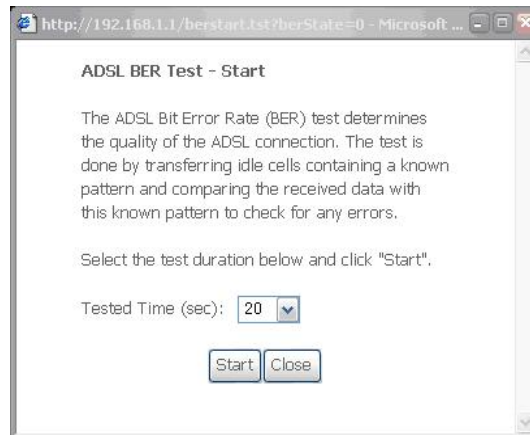 http://192.168.1.1/berstart.tst?berState=0 - Microsoft ...
ADSL BER Test - Start
The ADSL Bit Error Rate (BER) test determines
the quality of the ADSL connection. The test is
done by transferring idle cells containing a known
pattern and comparing the received data with
this known pattern to check for any errors.
Select the test duration below and click "Start".
Tested Time (sec): 20
Start Close